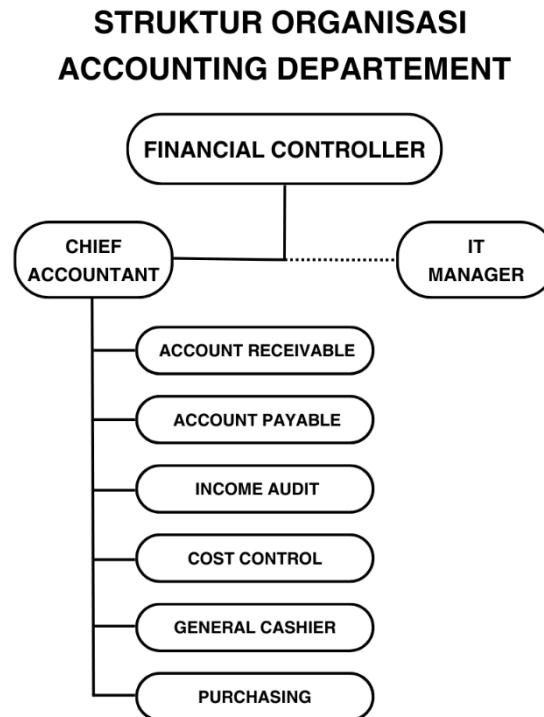 STRUKTUR ORGANISASI
ACCOUNTING DEPARTEMENT
FINANCIAL CONTROLLER
CHIEF
ACCOUNTANT
IT
MANAGER
ACCOUNT RECEIVABLE
ACCOUNT PAYABLE
INCOME AUDIT
COST CONTROL
GENERAL CASHIER
PURCHASING